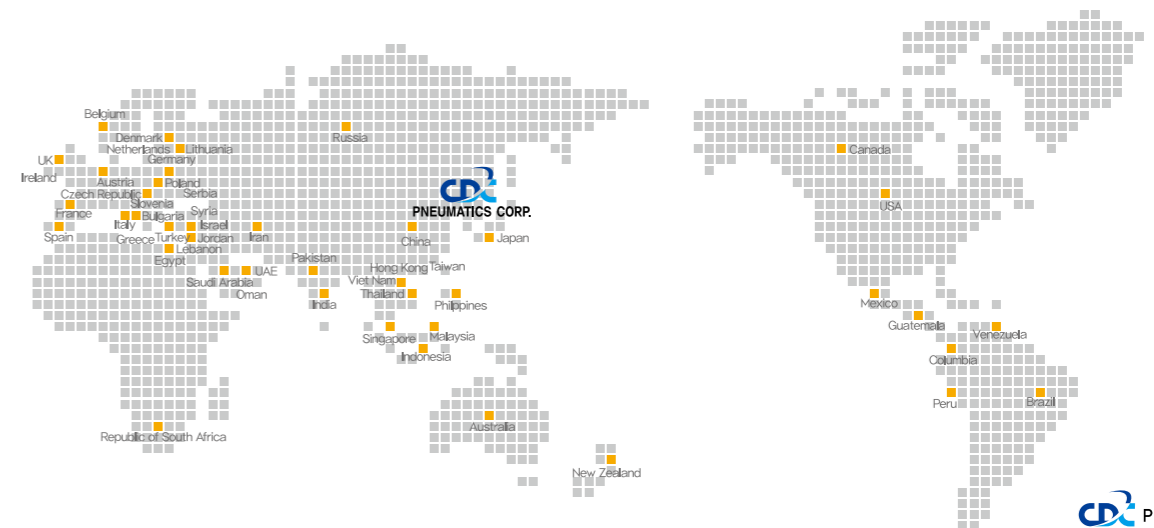 Belgium
Denmark
Russia
Netherlands
Lithuania
Canada
UK
Germany
Ireland
Austria
Poland
Czech Republic
Serbia
USA
Slovenia
CDX
PNEUMATICS CORP.
France
Bulgaria
Syria
Italy
Israel
Spain
Greece
Turkey
Jordan
Iran
China
Japan
Lebanon
Egypt
Pakistan
Hong Kong
Taiwan
UAE
Saudi Arabia
Viet Nam
Oman
Thailand
India
Philippines
Mexico
Guatemala
Singapore
Malaysia
Venezuela
Indonesia
Columbia
Peru
Brazil
Australia
Republic of South Africa
New Zealand
CDX P